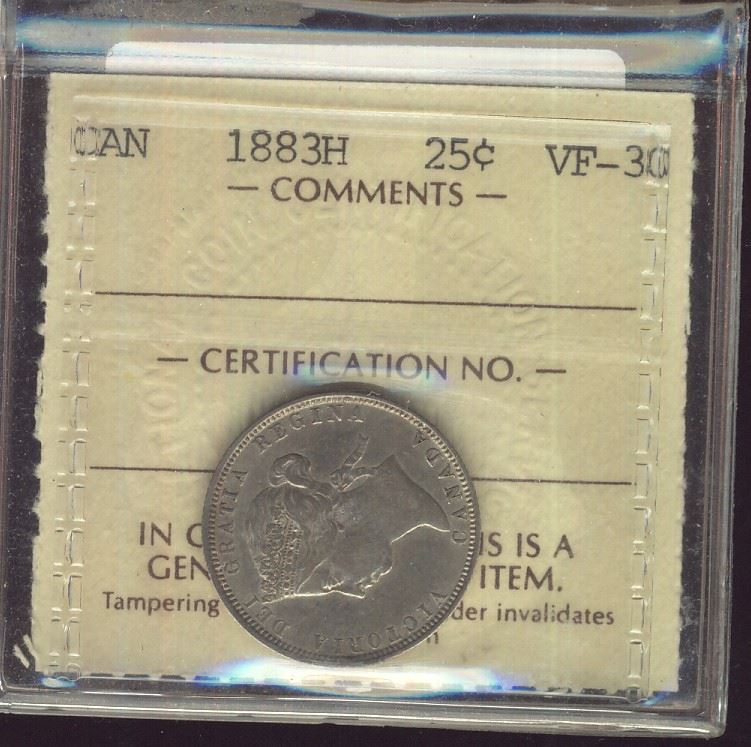 CAN 1883H 25¢ VF-30
— COMMENTS —
— CERTIFICATION NO. —
IN C IS IS A
GEN ITEM.
Tampering der invalidates
n
VICTORIA DEI GRATIA REGINA
CANADA